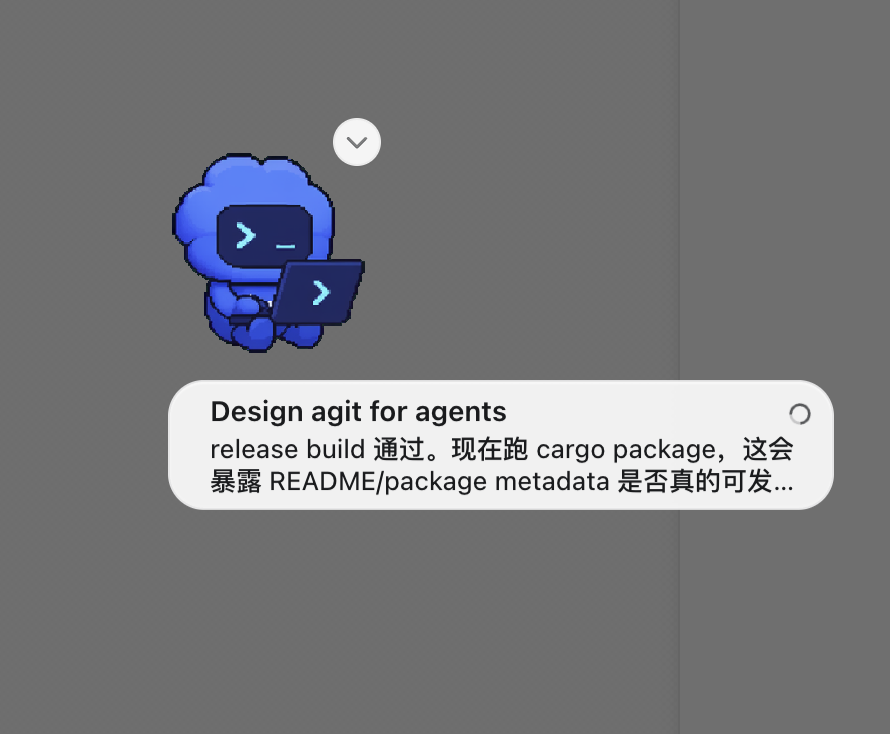 > _
>
Design agit for agents
release build 通过。现在跑 cargo package，这会
暴露 README/package metadata 是否真的可发...